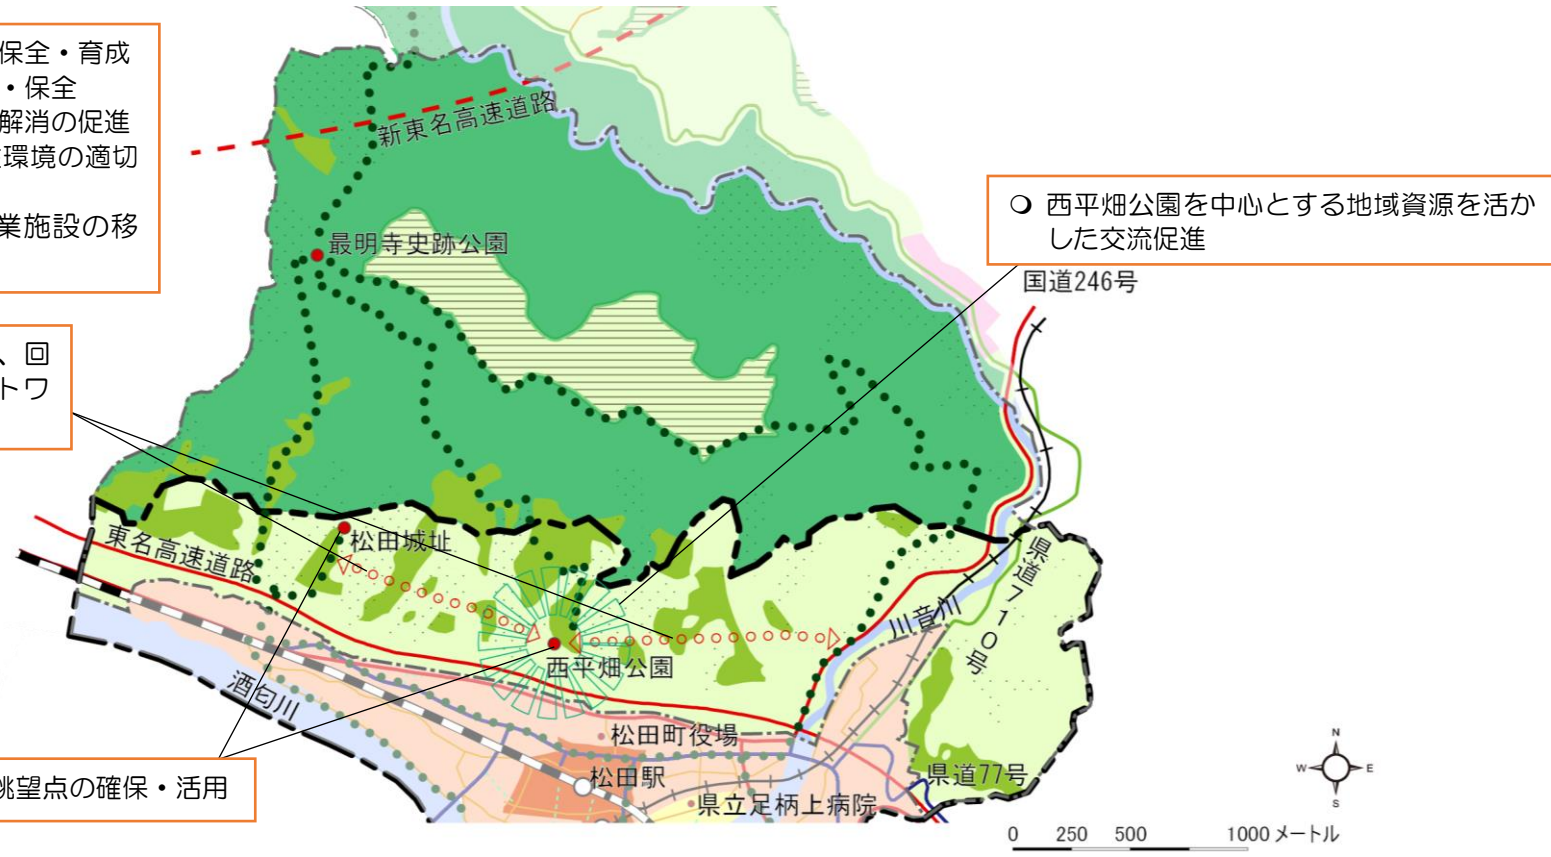 保全・育成
・保全
解消の促進
環境の適切
業施設の移
、回
トワ
眺望点の確保・活用
○ 西平畑公園を中心とする地域資源を活か
した交流促進
新東名高速道路
最明寺史跡公園
国道246号
松田城址
東名高速道路
県道710号
川音川
西平畑公園
酒匂川
松田町役場
松田駅
県道77号
県立足柄上病院
N
W
E
S
0 250 500 1000 メートル